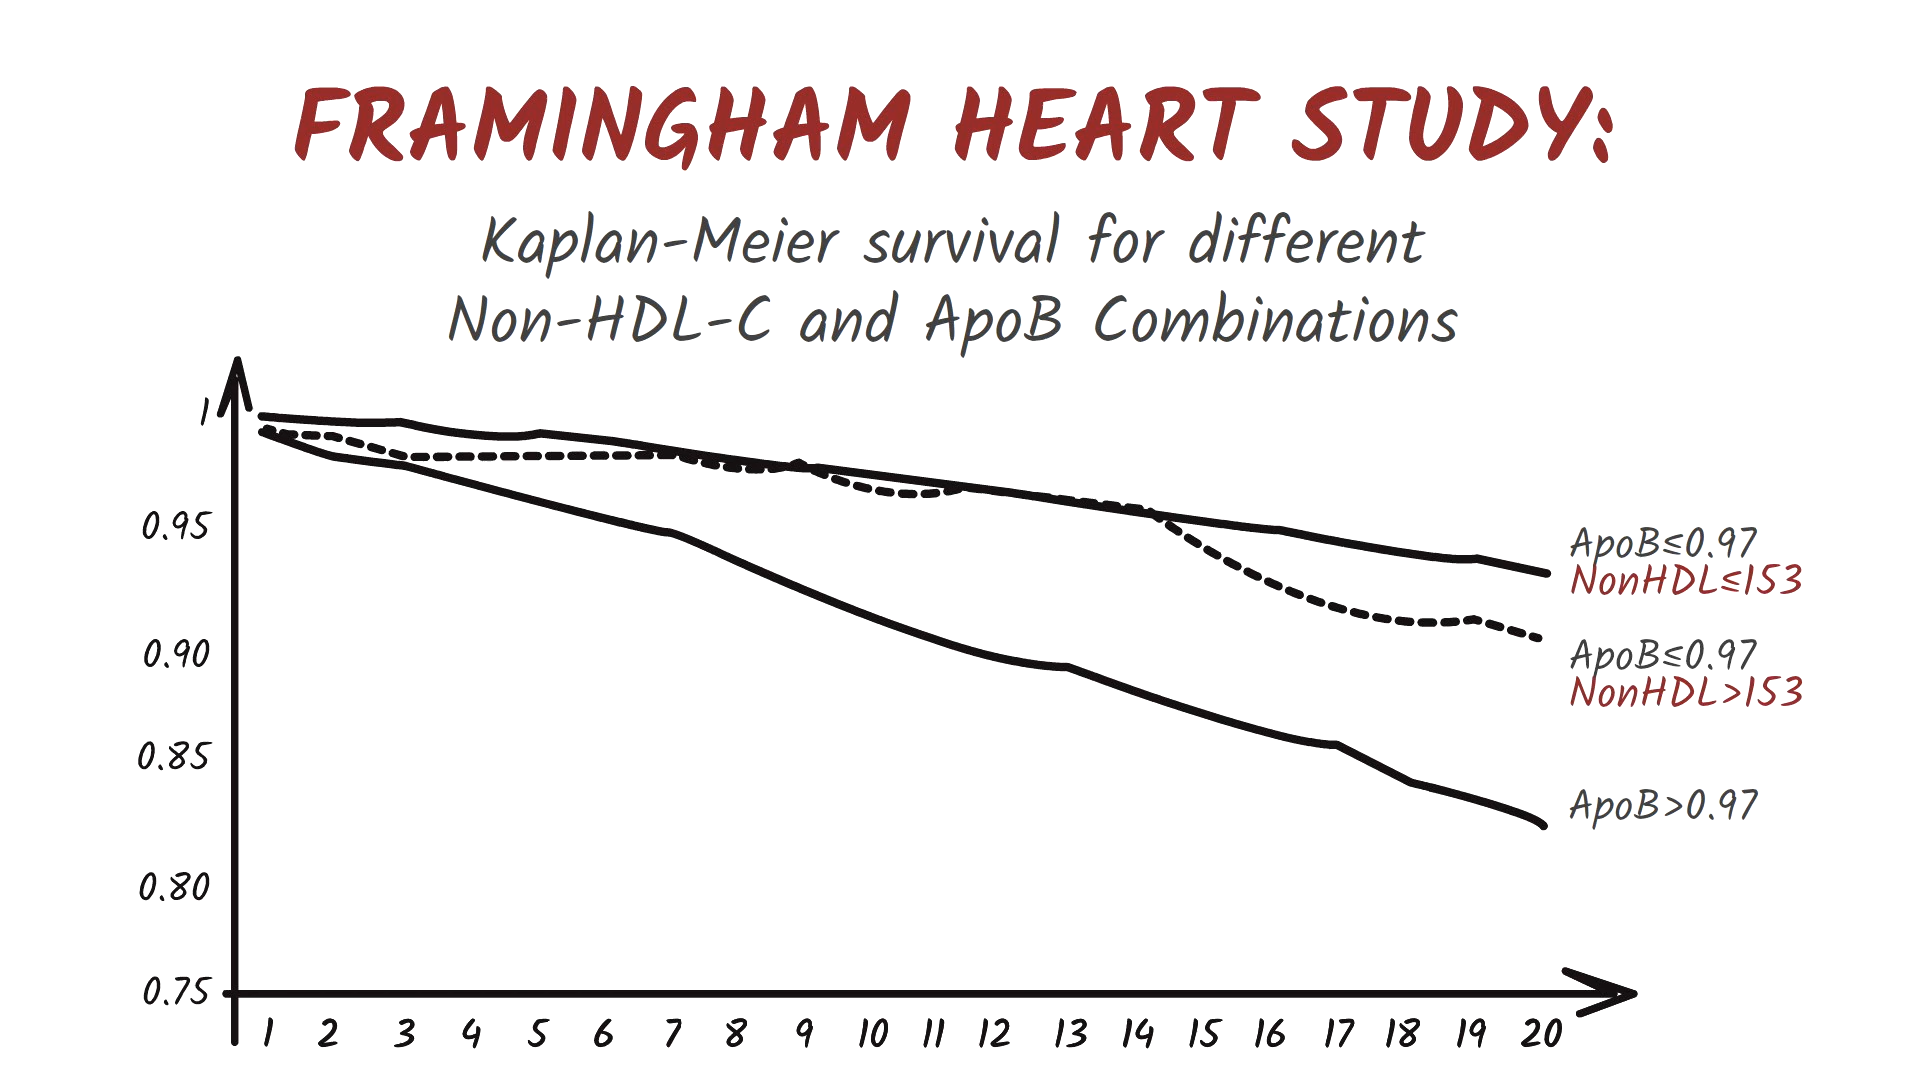 FRAMINGHAM HEART STUDY:
Kaplan-Meier survival for different
Non-HDL-C and ApoB Combinations
1
0.95
0.90
0.85
0.80
0.75
ApoB≤0.97
NonHDL≤153
ApoB≤0.97
NonHDL>153
ApoB>0.97
1 2 3 4 5 6 7 8 9 10 11 12 13 14 15 16 17 18 19 20